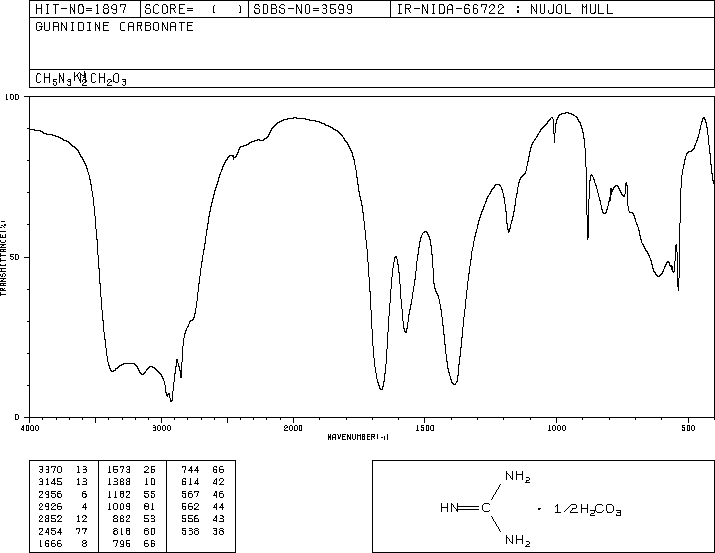 HIT-NO=1897 SCORE= ( ) SDBS-NO=3599 IR-NIDA-66722 : NUJOL MULL
GUANIDINE CARBONATE
100
50
0
TRANSMITTANCE(%)
4000 3000 2000 1500 1000 500
WAVENUMBER(-1)
3370 13 1573 26 744 66
3145 13 1388 10 614 42
2956 6 1182 55 567 46
2926 4 1009 81 562 44
2852 12 882 53 556 43
2454 77 818 60 538 38
1666 8 796 66
NH2
HN C · 1/2H2CO3
NH2